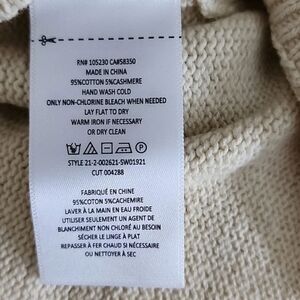 RN# 105230 CA#58350
MADE IN CHINA
95%COTTON 5%CASHMERE
HAND WASH COLD
ONLY NON-CHLORINE BLEACH WHEN NEEDED
LAY FLAT TO DRY
WARM IRON IF NECESSARY
OR DRY CLEAN
STYLE 21-2-002621-SW01921
CUT 004288
FABRIQUÉ EN CHINE
95%COTON 5%CACHEMIRE
LAVER À LA MAIN EN EAU FROIDE
UTILISER SEULEMENT UN AGENT DE
BLANCHIMENT NON CHLORÉ AU BESOIN
SÉCHER LE LINGE À PLAT
REPASSER À FER CHAUD SI NÉCESSAIRE
OU NETTOYER À SEC